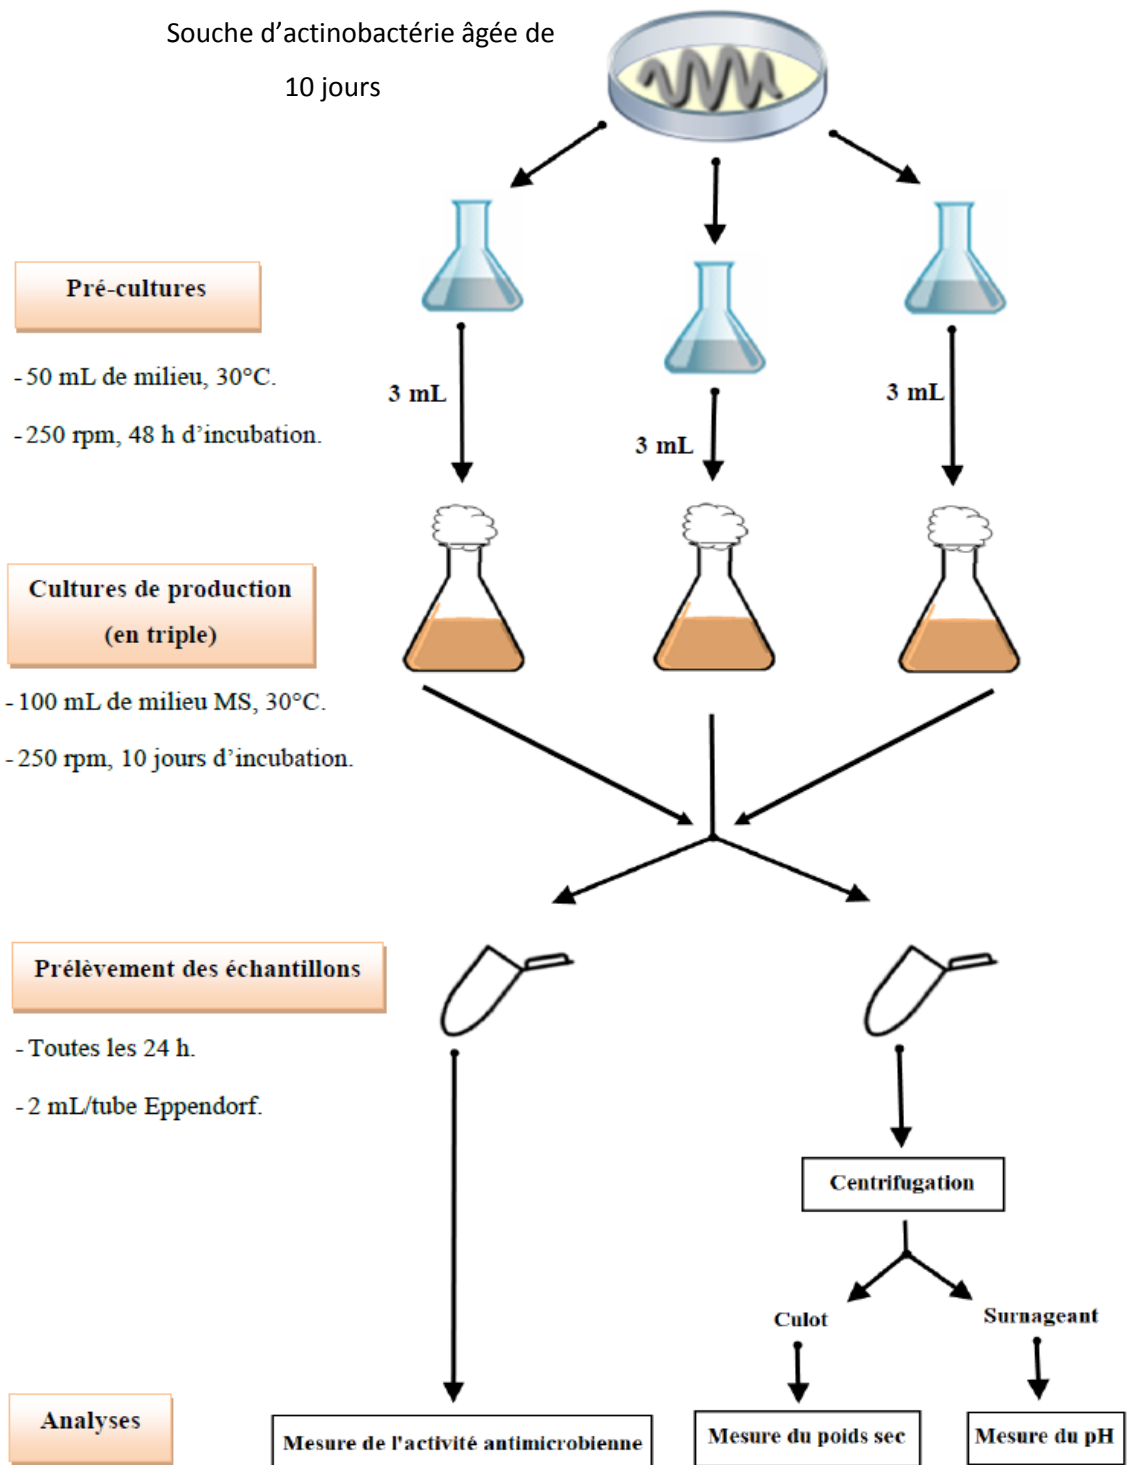 Souche d’actinobactérie âgée de
10 jours
Pré-cultures
- 50 mL de milieu, 30°C.
- 250 rpm, 48 h d’incubation.
3 mL
3 mL
3 mL
Cultures de production
(en triple)
- 100 mL de milieu MS, 30°C.
- 250 rpm, 10 jours d’incubation.
Prélèvement des échantillons
- Toutes les 24 h.
- 2 mL/tube Eppendorf.
Centrifugation
Culot
Surnageant
Analyses
Mesure de l'activité antimicrobienne
Mesure du poids sec
Mesure du pH